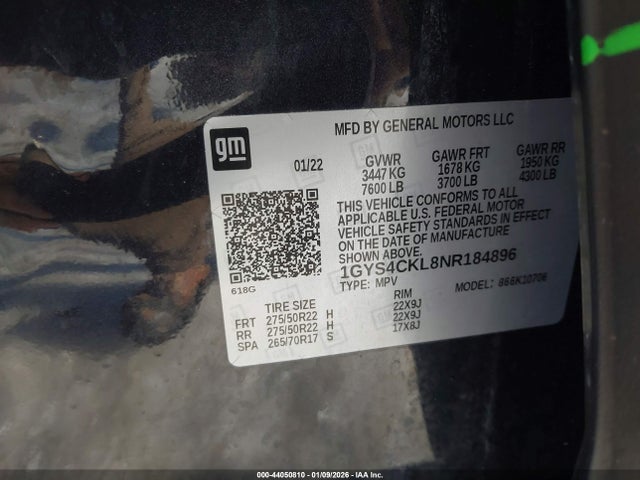 gm
MFD BY GENERAL MOTORS LLC
01/22
GVWR GAWR FRT GAWR RR
3447 KG 1678 KG 1950 KG
7600 LB 3700 LB 4300 LB
THIS VEHICLE CONFORMS TO ALL
APPLICABLE U.S. FEDERAL MOTOR
VEHICLE SAFETY STANDARDS IN EFFECT
ON THE DATE OF MANUFACTURE
SHOWN ABOVE.
1GYS4CKL8NR184896
618G
TYPE: MPV MODEL: 866K10706
TIRE SIZE RIM
FRT 275/50R22 H 22X9J
RR 275/50R22 H 22X9J
SPA 265/70R17 S 17X8J
000-44050810 - 01/09/2026 - IAA Inc.